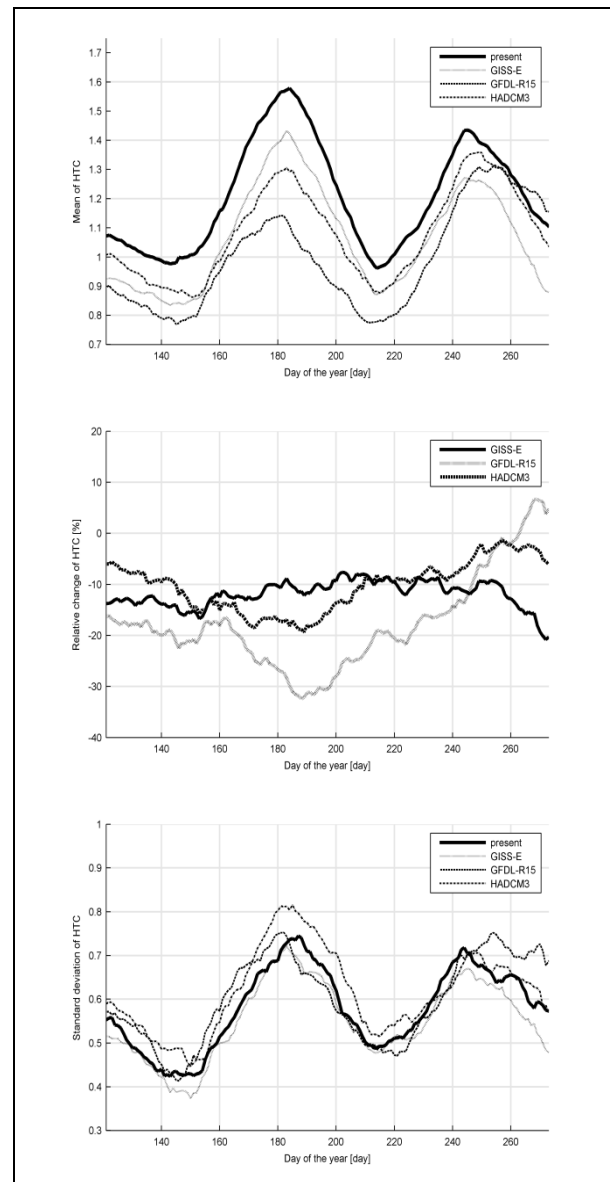 1.7
1.6
1.5
1.4
1.3
1.2
1.1
1
0.9
0.8
0.7
Mean of HTC
present
GISS-E
GFDL-R15
HADCM3
140 160 180 200 220 240 260
Day of the year [day]
20
10
0
-10
-20
-30
-40
Relative change of HTC [%]
GISS-E
GFDL-R15
HADCM3
140 160 180 200 220 240 260
Day of the year [day]
1
0.9
0.8
0.7
0.6
0.5
0.4
0.3
Standard deviation of HTC
present
GISS-E
GFDL-R15
HADCM3
140 160 180 200 220 240 260
Day of the year [day]